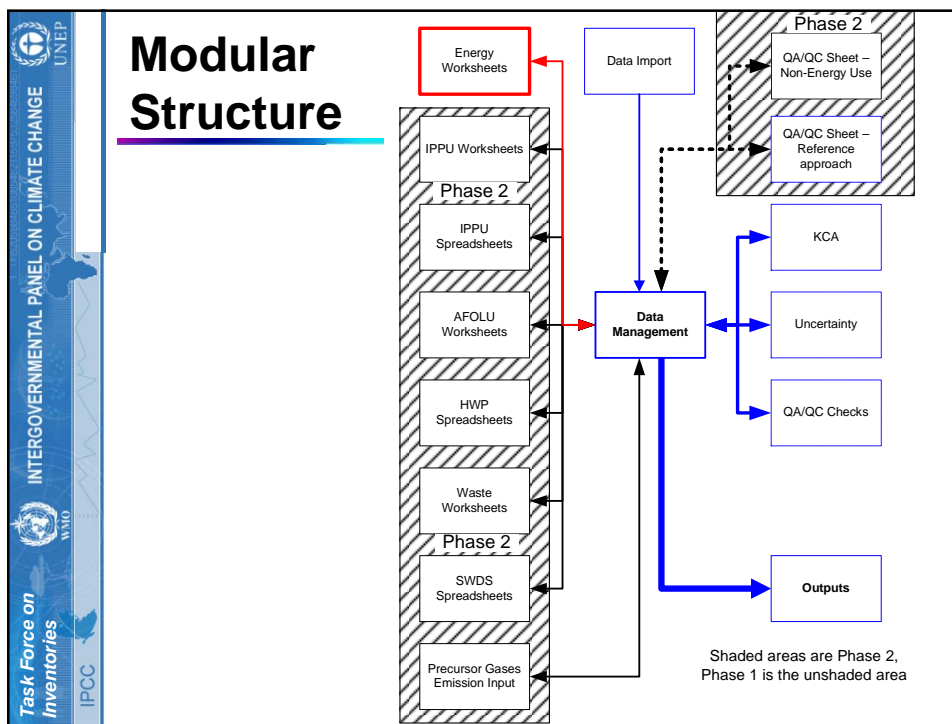 UNEP
INTERGOVERNMENTAL PANEL ON CLIMATE CHANGE
WMO
Task Force on
Inventories
IPCC
Modular
Structure
Energy
Worksheets
Data Import
Phase 2
QA/QC Sheet –
Non-Energy Use
QA/QC Sheet –
Reference
approach
IPPU Worksheets
Phase 2
IPPU
Spreadsheets
AFOLU
Worksheets
HWP
Spreadsheets
Waste
Worksheets
Phase 2
SWDS
Spreadsheets
Precursor Gases
Emission Input
Data
Management
KCA
Uncertainty
QA/QC Checks
Outputs
Shaded areas are Phase 2,
Phase 1 is the unshaded area